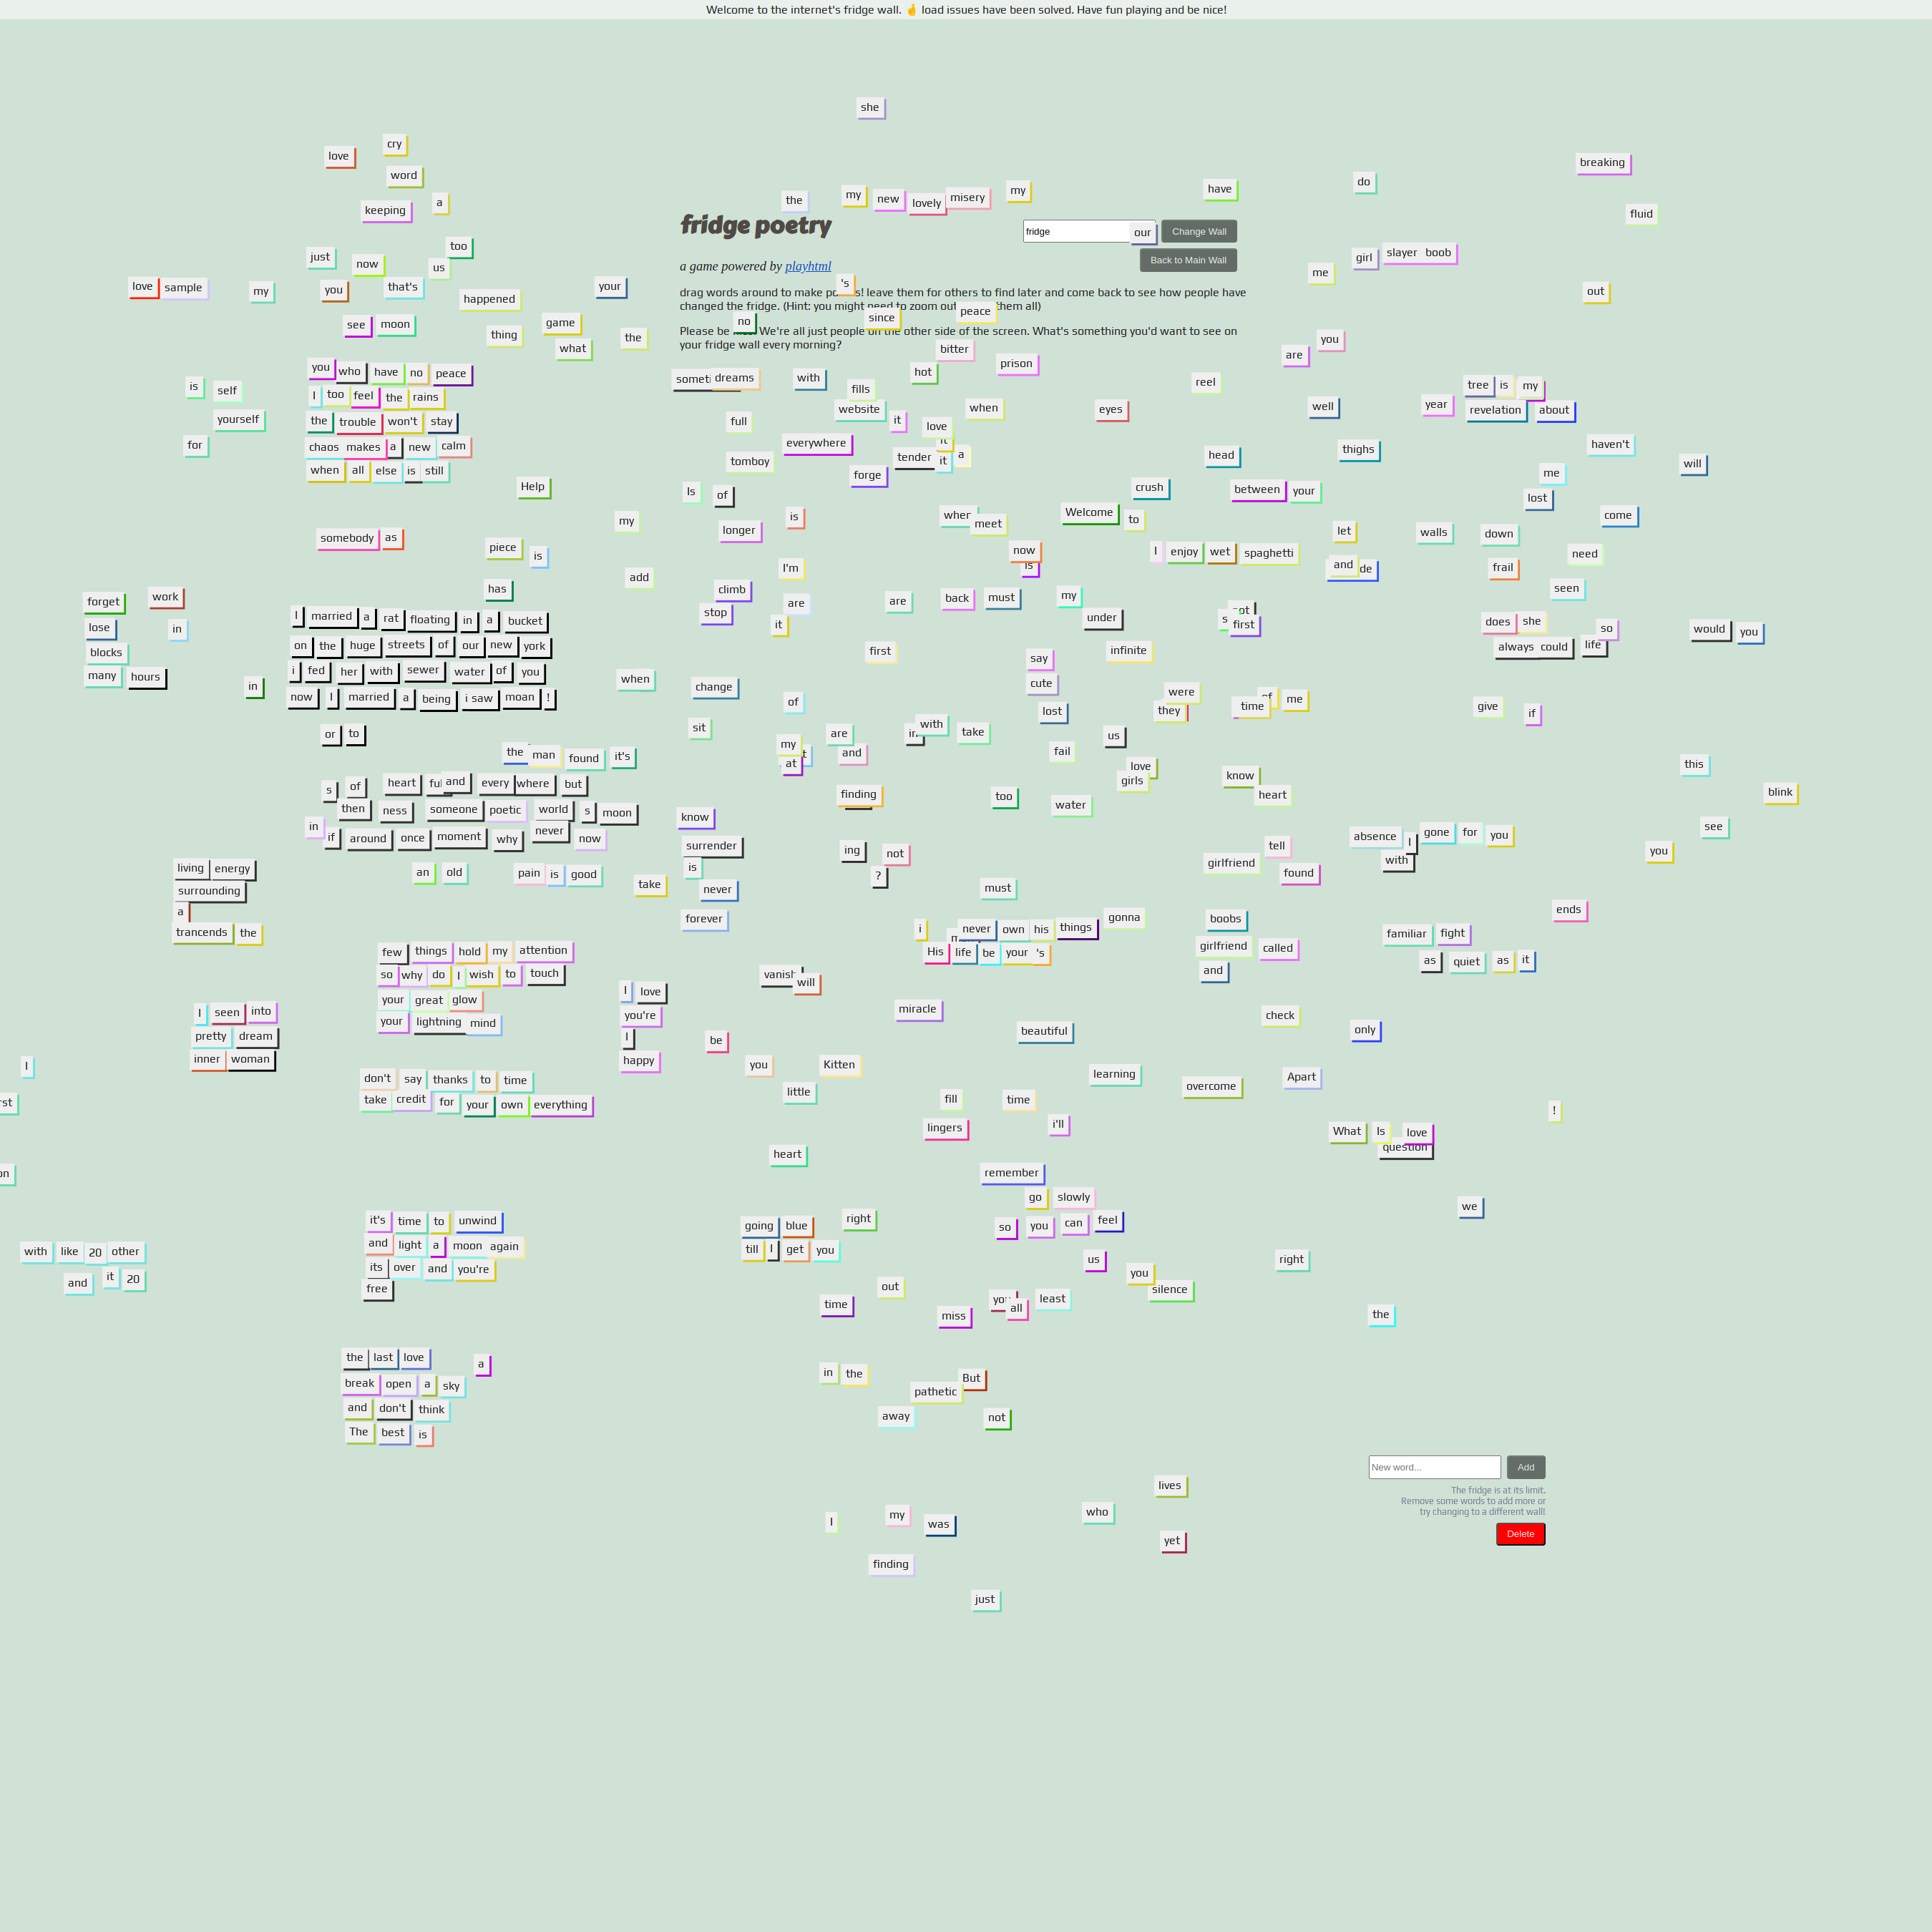 Welcome to the internet's fridge wall. 🤞 load issues have been solved. Have fun playing and be nice!
she
love cry
word
keeping a
the my new lovely misery my
have do
breaking
fluid
fridge poetry
fridge our Change Wall
Back to Main Wall
a game powered by playhtml
drag words around to make leave them for others to find later and come back to see how people have
changed the fridge. (Hint: you might need to zoom out them all)
Please be We're all just people on the other side of the screen. What's something you'd want to see on
your fridge wall every morning?
's
no since peace
just now too us
love sample my you that's happened your
see moon thing game what the
me girl slayer boob
out
is self
yourself
for
you who have no peace
I too feel the rains
the trouble won't stay
chaos makes a new calm
when all else is still
dreams with
bitter
hot prison
fills
website it when
full
love
everywhere
tender it a
tomboy
forge
eyes
reel
are you
well
year
tree is my
revelation about
haven't
will
head thighs
crush between your
me
lost
come
Help
Is of
longer
is
my
meet
Welcome to
let walls down
need
somebody as
piece is
now
is
I enjoy wet spaghetti
and
frail
seen
has
add
I'm
climb
stop
are
it
are back must my
under
first
forget work
lose in
blocks
many hours
in
I married a rat floating in a bucket
on the huge streets of our new york
i fed her with sewer water of you
now I married a being i saw moan !
or to
first
say
cute
infinite
does she so
always could life
would you
when
change
of
sit
lost
were
they
time me
give if
the man found it's
my
at
are
and
with take
us
fail
love
girls
know
heart
this
blink
see
you
s of heart and every where but
then ness someone poetic world s moon
in if around once moment why never now
an old pain is good
take
know
surrender
is
never
forever
finding
too water
ing not
?
must
absence I gone for you
with
tell
girlfriend found
living energy
surrounding
a
trancends the
i never own his things gonna
His life be your 's
boobs
girlfriend called
and
ends
familiar fight
as quiet as it
few things hold my attention
so why do I wish to touch
your great glow
your lightning mind
I love
you're
I
happy
vanish
will
miracle
beautiful
check
only
I seen into
pretty dream
inner woman
I
be
you Kitten
little
learning
overcome
Apart
don't say thanks to time
take credit for your own everything
fill time
lingers i'll
!
What Is love
question
heart
remember
go slowly
so you can feel
we
it's time to unwind
and light a moon again
its over and you're
free
going blue
till I get you
right
us
you
silence
right
with like 20 other
and it 20
out
time
miss
all
least
the
the last love a
break open a sky
and don't think
The best is
in the
But
pathetic
away
not
New word... Add
The fridge is at its limit.
Remove some words to add more or
try changing to a different wall!
Delete
lives
I my was who
yet
finding
just